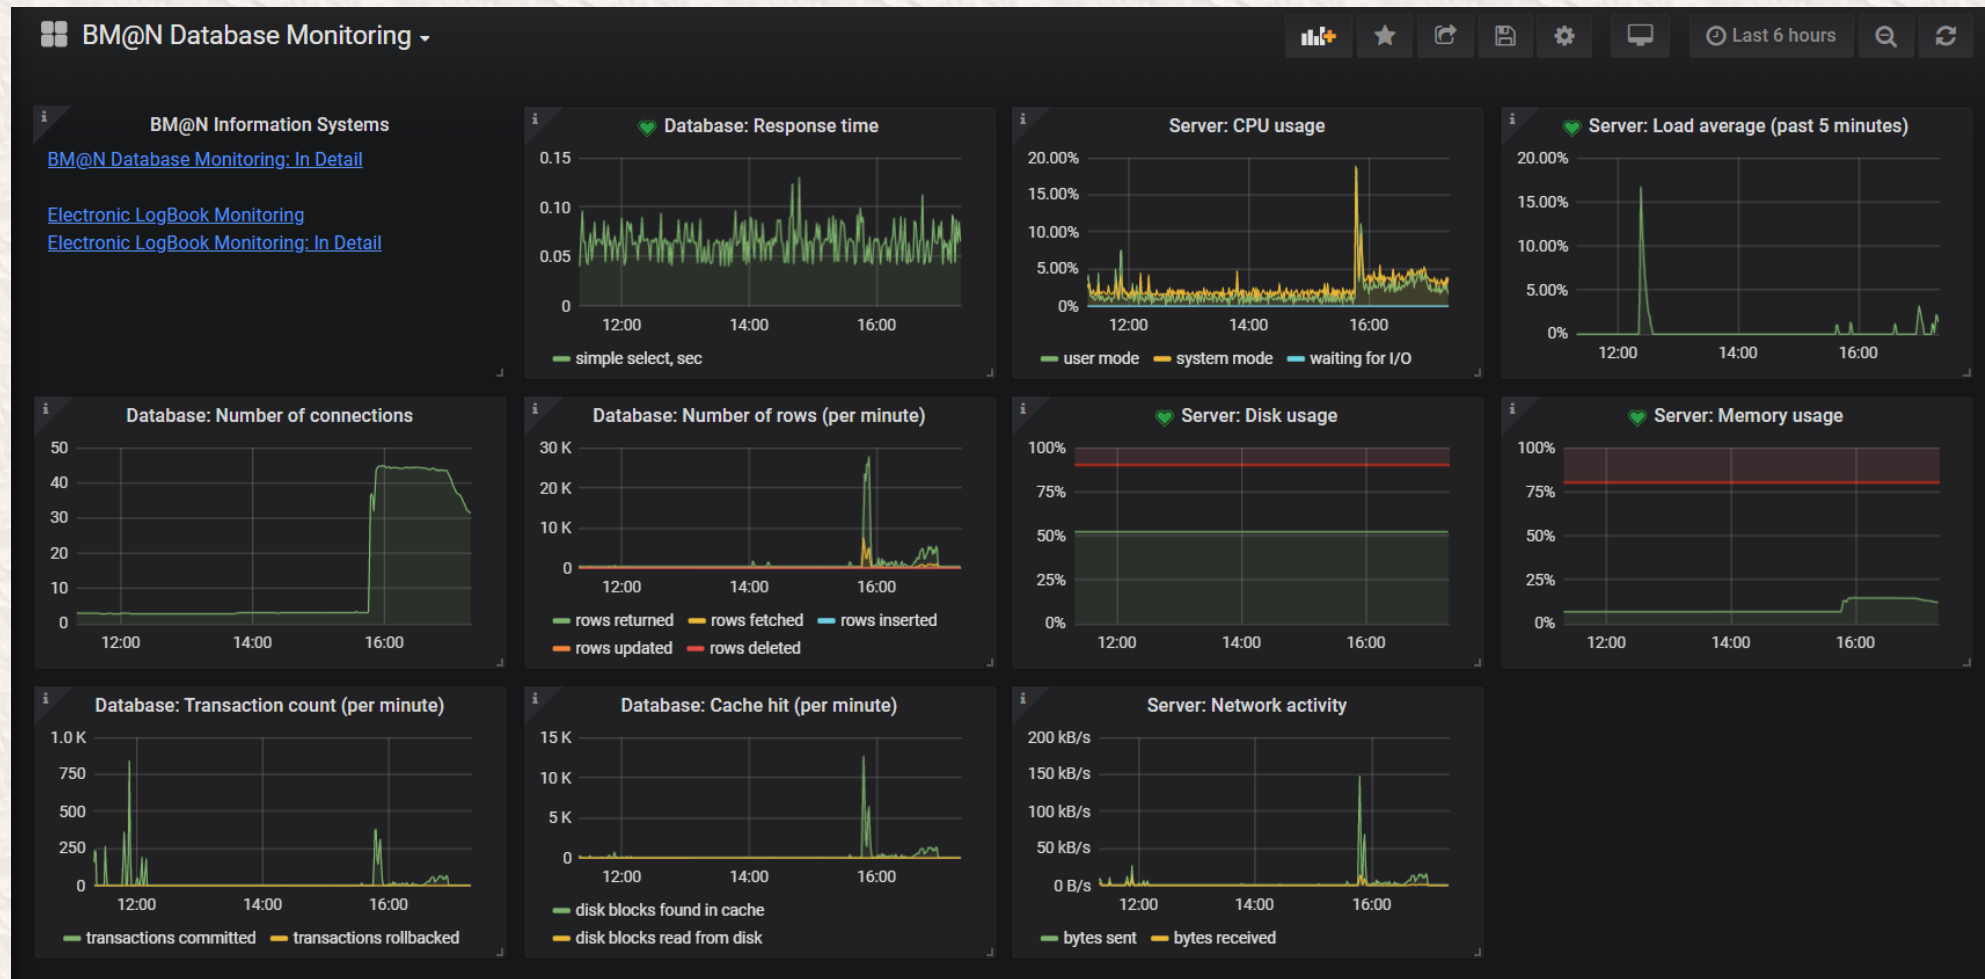 BM@N Database Monitoring
Last 6 hours
BM@N Information Systems
BM@N Database Monitoring: In Detail
Electronic LogBook Monitoring
Electronic LogBook Monitoring: In Detail
Database: Response time
0.15
0.10
0.05
0
12:00 14:00 16:00
simple select, sec
Server: CPU usage
20.00%
15.00%
10.00%
5.00%
0%
12:00 14:00 16:00
user mode system mode waiting for I/O
Server: Load average (past 5 minutes)
20.00%
15.00%
10.00%
5.00%
0%
12:00 14:00 16:00
Database: Number of connections
50
40
30
20
10
0
12:00 14:00 16:00
Database: Number of rows (per minute)
30 K
20 K
10 K
0
12:00 14:00 16:00
rows returned rows fetched rows inserted
rows updated rows deleted
Server: Disk usage
100%
75%
50%
25%
0%
12:00 14:00 16:00
Server: Memory usage
100%
75%
50%
25%
0%
12:00 14:00 16:00
Database: Transaction count (per minute)
1.0 K
750
500
250
0
12:00 14:00 16:00
transactions committed transactions rollbacked
Database: Cache hit (per minute)
15 K
10 K
5 K
0
12:00 14:00 16:00
disk blocks found in cache
disk blocks read from disk
Server: Network activity
200 kB/s
150 kB/s
100 kB/s
50 kB/s
0 B/s
12:00 14:00 16:00
bytes sent bytes received